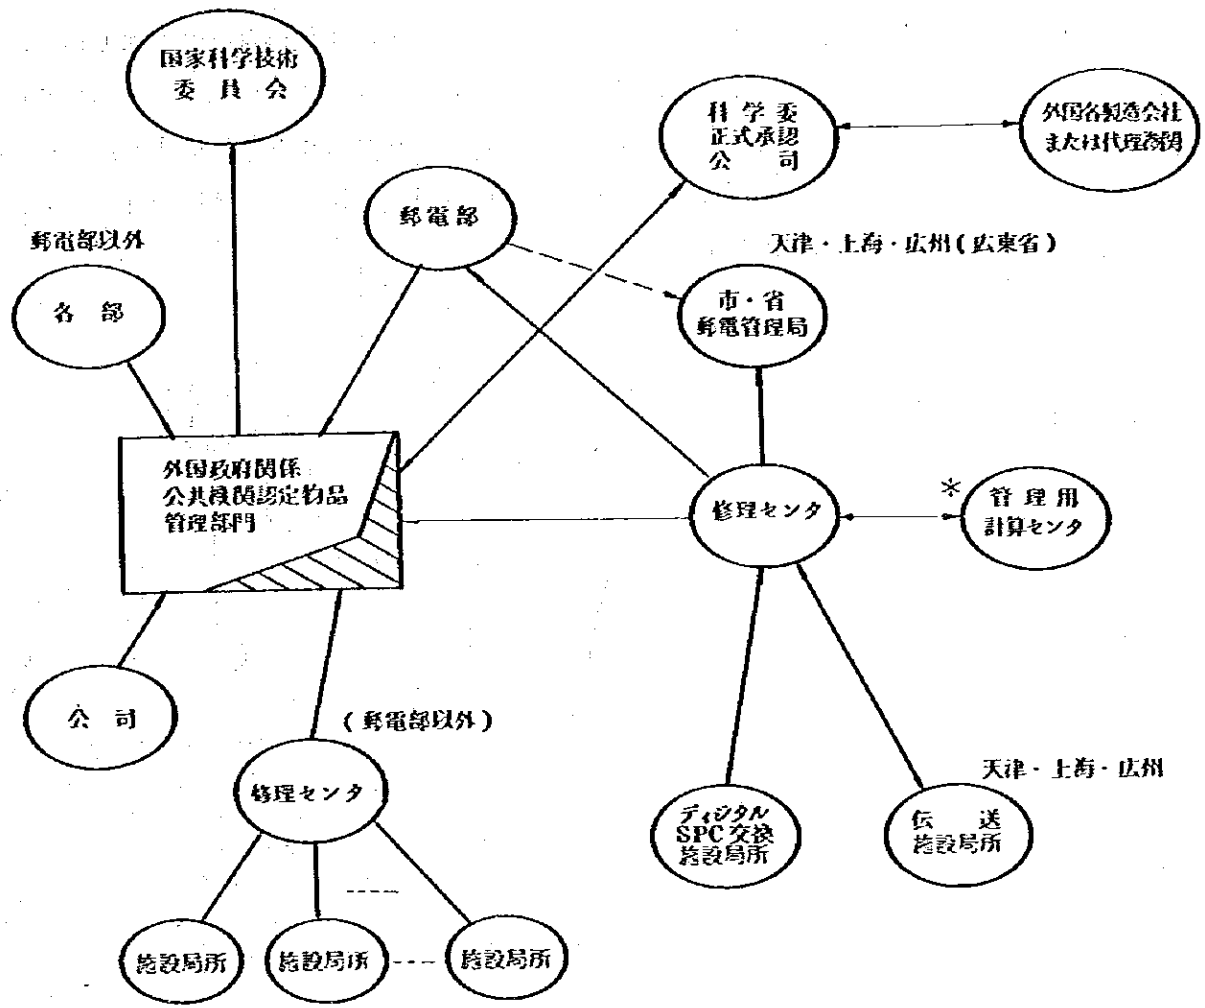 国家科学技術
委員会
科学委
正式承認
公司
外国各製造会社
または代理機関
郵電部
郵電部以外
各部
天津・上海・広州(広東省)
市・省
郵電管理局
外国政府関係
公共機関認定物品
管理部門
修理センタ
*
管理用
計算センタ
公司
(郵電部以外)
修理センタ
天津・上海・広州
ディジタル
SPC交換
施設局所
伝送
施設局所
施設局所
施設局所
施設局所